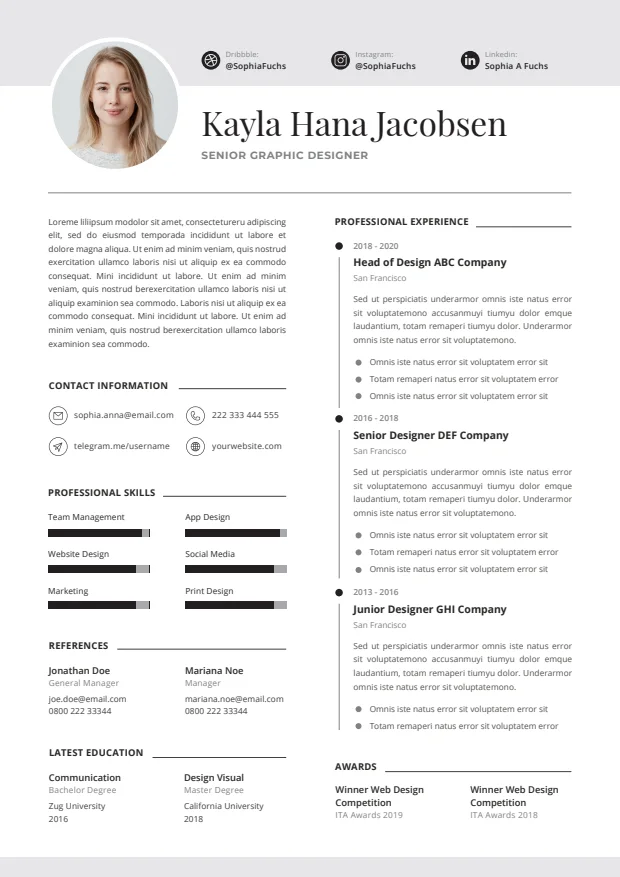 Dribbble:
@SophiaFuchs
Instagram:
@SophiaFuchs
Linkedin:
Sophia A Fuchs
Kayla Hana Jacobsen
SENIOR GRAPHIC DESIGNER
Loreme liliipsum modolor sit amet, consectetureru adipiscing
elit, sed do eiusmod temporada incididunt ut labore et
dolore magna aliqua. Ut enim ad minim veniam, quis nostrud
exercitation ullamco laboris nisi ut aliquip ex ea commodo
consequat. Mini incididunt ut labore. Ut enim ad minim
veniam, quis nostrud berexercitation ullamco laboris nisi ut
aliquip examinion sea commodo. Laboris nisi ut aliquip ex ea
commodo consequat. Mini incididunt ut labore. Ut enim ad
minim veniam, quis nostrud berexercitation ullamco laboris
examinion sea commodo.
CONTACT INFORMATION
sophia.anna@email.com
222 333 444 555
telegram.me/username
yourwebsite.com
PROFESSIONAL SKILLS
Team Management
App Design
Website Design
Social Media
Marketing
Print Design
REFERENCES
Jonathan Doe
General Manager
joe.doe@email.com
0800 222 33344
Mariana Noe
Manager
mariana.noe@email.com
0800 222 33344
LATEST EDUCATION
Communication
Bachelor Degree
Zug University
2016
Design Visual
Master Degree
California University
2018
PROFESSIONAL EXPERIENCE
2018 - 2020
Head of Design ABC Company
San Francisco
Sed ut perspiciatis underarmor omnis iste natus error
sit voluptatemono accusanmuyi tiumyu dolor emque
laudantium, totam remaperi tiumyu dolor. Underarmor
omnis iste natus error sit voluptatemono.
Omnis iste natus error sit voluptatem error sit
Totam remaperi natus error sit voluptatem error
Omnis iste natus error sit voluptatem error sit
2016 - 2018
Senior Designer DEF Company
San Francisco
Sed ut perspiciatis underarmor omnis iste natus error
sit voluptatemono accusanmuyi tiumyu dolor emque
laudantium, totam remaperi tiumyu dolor. Underarmor
omnis iste natus error sit voluptatemono.
Omnis iste natus error sit voluptatem error sit
Totam remaperi natus error sit voluptatem error
Omnis iste natus error sit voluptatem error sit
2013 - 2016
Junior Designer GHI Company
San Francisco
Sed ut perspiciatis underarmor omnis iste natus error
sit voluptatemono accusanmuyi tiumyu dolor emque
laudantium, totam remaperi tiumyu dolor. Underarmor
omnis iste natus error sit voluptatemono.
Omnis iste natus error sit voluptatem error sit
Totam remaperi natus error sit voluptatem error
AWARDS
Winner Web Design
Competition
ITA Awards 2019
Winner Web Design
Competition
ITA Awards 2018